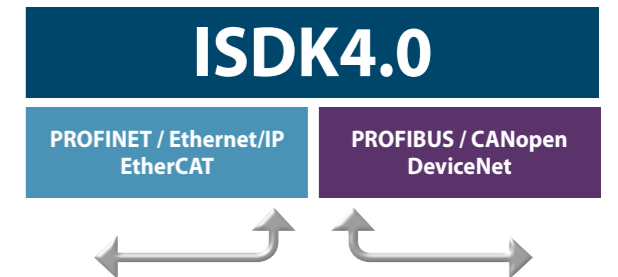 ISDK4.0
PROFINET / Ethernet/IP
EtherCAT
PROFIBUS / CANopen
DeviceNet